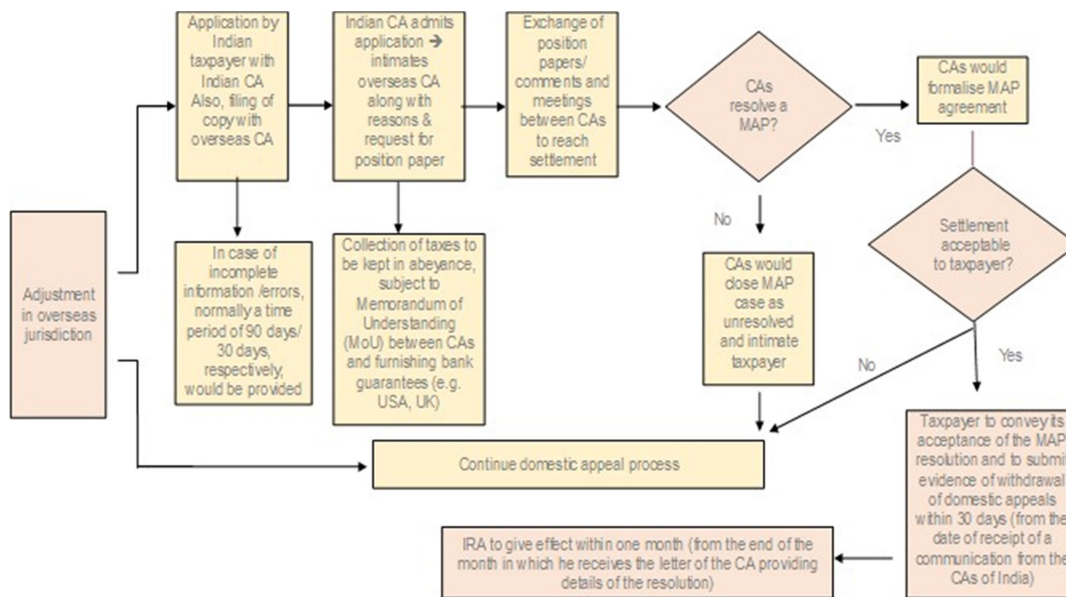 Application by
Indian
taxpayer with
Indian CA
Also, filing of
copy with
overseas CA
Indian CA admits
application ➔
intimates
overseas CA
along with
reasons &
request for
position paper
Exchange of
position
papers/
comments and
meetings
between CAs
to reach
settlement
CAs
resolve a
MAP?
Yes
CAs would
formalise MAP
agreement
No
Settlement
acceptable
to taxpayer?
Adjustment
in overseas
jurisdiction
In case of
incomplete
information /errors,
normally a time
period of 90 days/
30 days,
respectively,
would be provided
Collection of taxes to
be kept in abeyance,
subject to
Memorandum of
Understanding
(MoU) between CAs
and furnishing bank
guarantees (e.g.
USA, UK)
CAs would
close MAP
case as
unresolved
and intimate
taxpayer
No
Yes
Continue domestic appeal process
Taxpayer to convey its
acceptance of the MAP
resolution and to submit
evidence of withdrawal
of domestic appeals
within 30 days (from the
date of receipt of a
communication from the
CAs of India)
IRA to give effect within one month (from the end of the
month in which he receives the letter of the CA providing
details of the resolution)